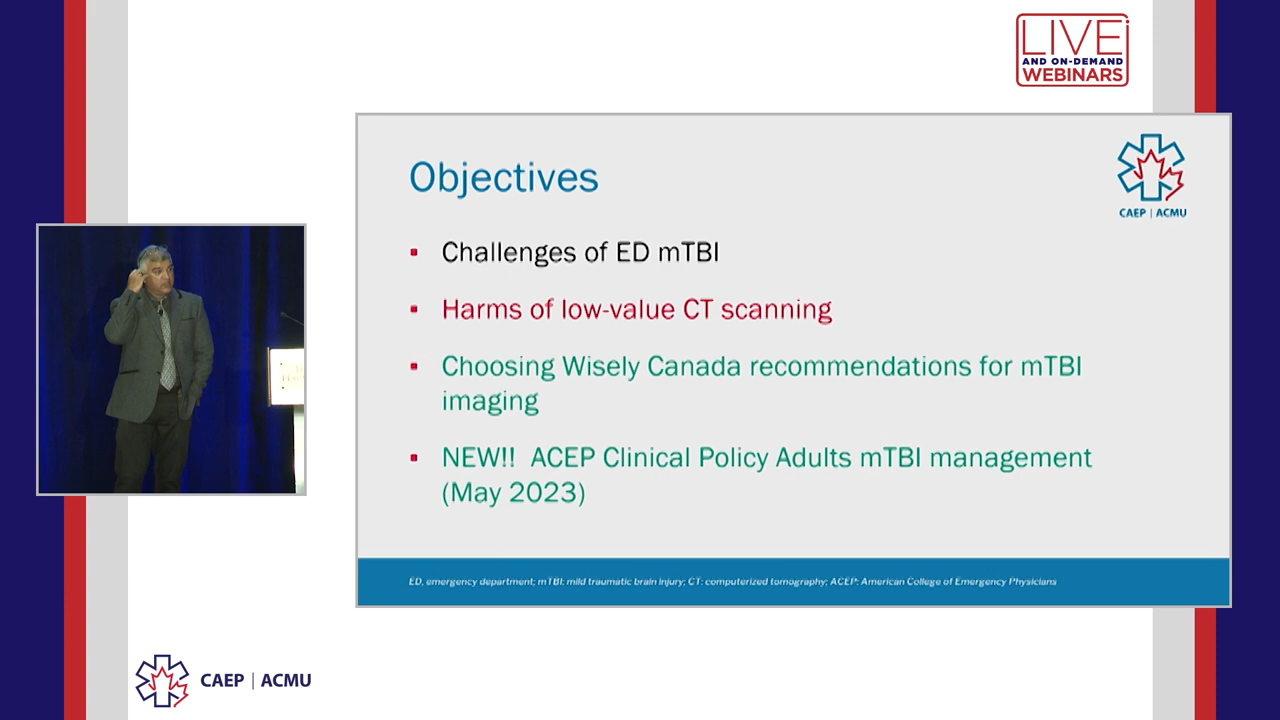 LIVE
AND ON-DEMAND
WEBINARS
Objectives
CAEP | ACMU
▪ Challenges of ED mTBI
▪ Harms of low-value CT scanning
▪ Choosing Wisely Canada recommendations for mTBI
imaging
▪ NEW!! ACEP Clinical Policy Adults mTBI management
(May 2023)
ED, emergency department; mTBI: mild traumatic brain injury; CT: computerized tomography; ACEP: American College of Emergency Physicians
CAEP | ACMU